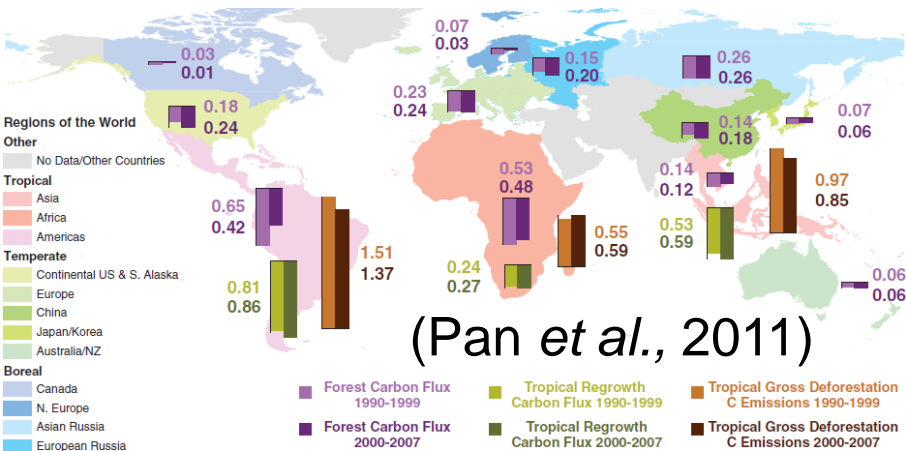 0.07
0.03
0.03
0.01
0.15
0.20
0.26
0.26
0.18
0.24
0.23
0.24
0.14
0.18
0.07
0.06
Regions of the World
Other
No Data/Other Countries
Tropical
Asia
Africa
Americas
Temperate
Continental US & S. Alaska
Europe
China
Japan/Korea
Australia/NZ
Boreal
Canada
N. Europe
Asian Russia
European Russia
0.65
0.42
0.81
0.86
1.51
1.37
0.53
0.48
0.24
0.27
0.55
0.59
0.14
0.12
0.53
0.59
0.97
0.85
0.06
0.06
(Pan et al., 2011)
Forest Carbon Flux
1990-1999
Forest Carbon Flux
2000-2007
Tropical Regrowth
Carbon Flux 1990-1999
Tropical Regrowth
Carbon Flux 2000-2007
Tropical Gross Deforestation
C Emissions 1990-1999
Tropical Gross Deforestation
C Emissions 2000-2007